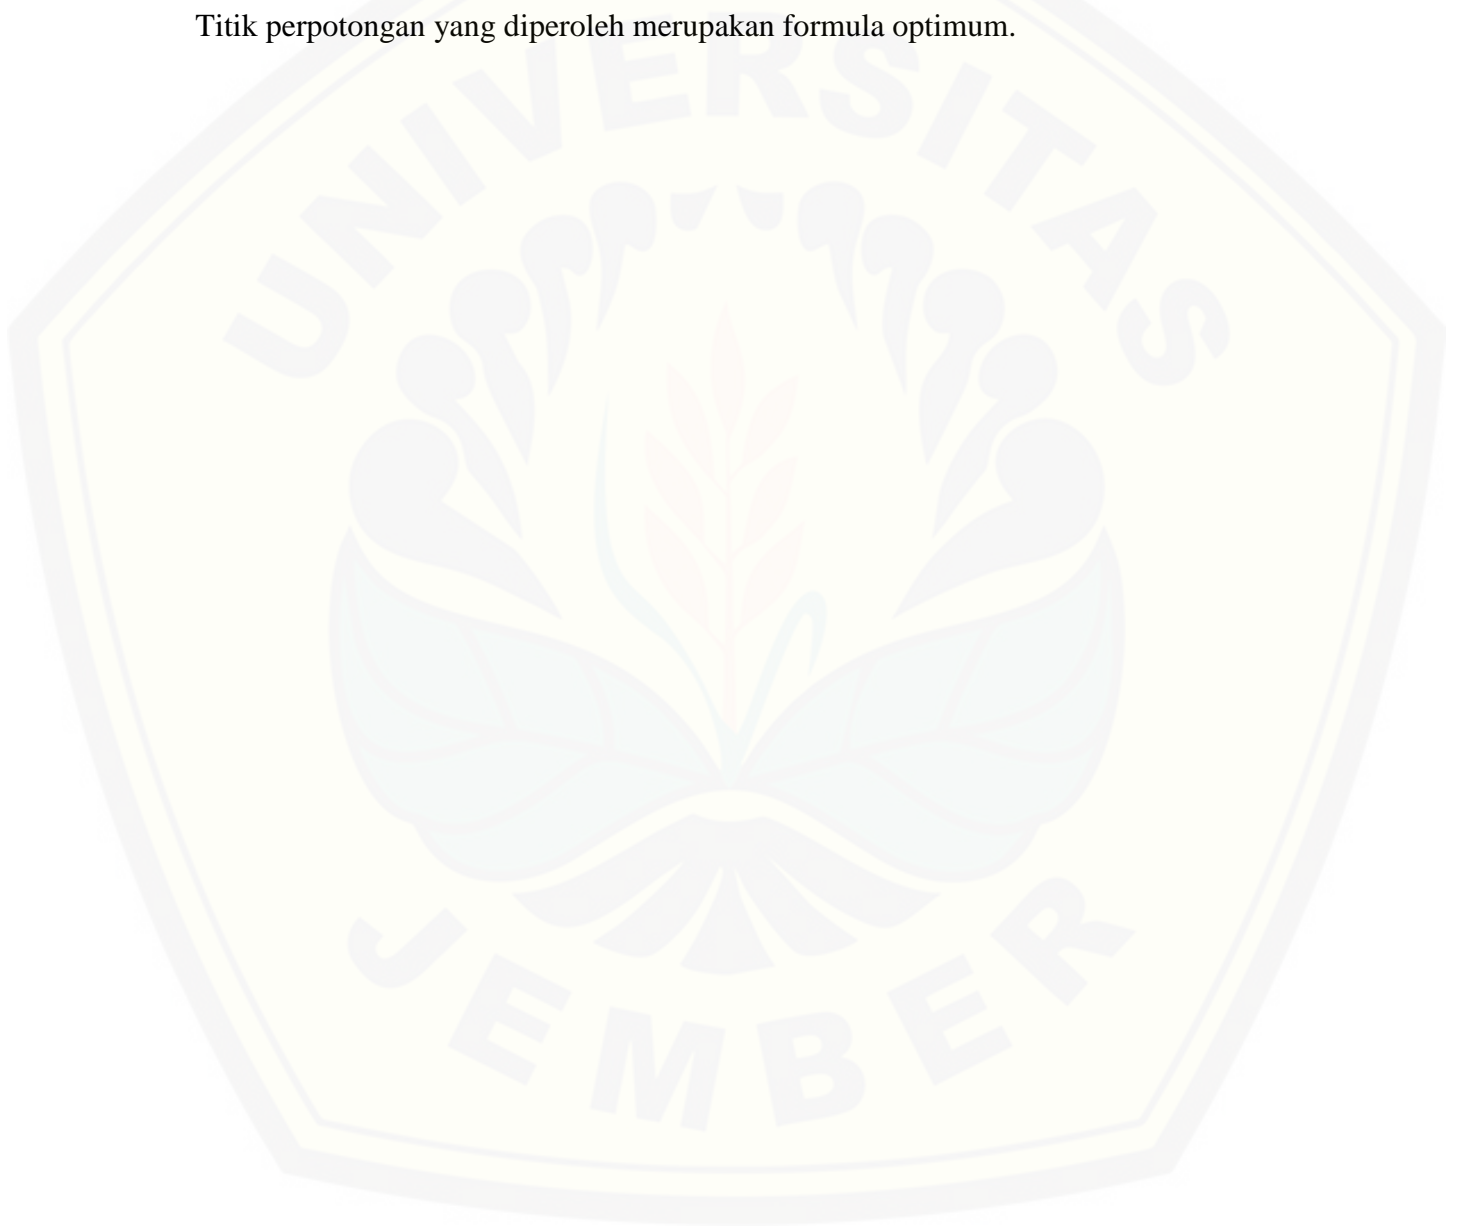 Titik perpotongan yang diperoleh merupakan formula optimum.
UNIVERSITAS
JEMBER